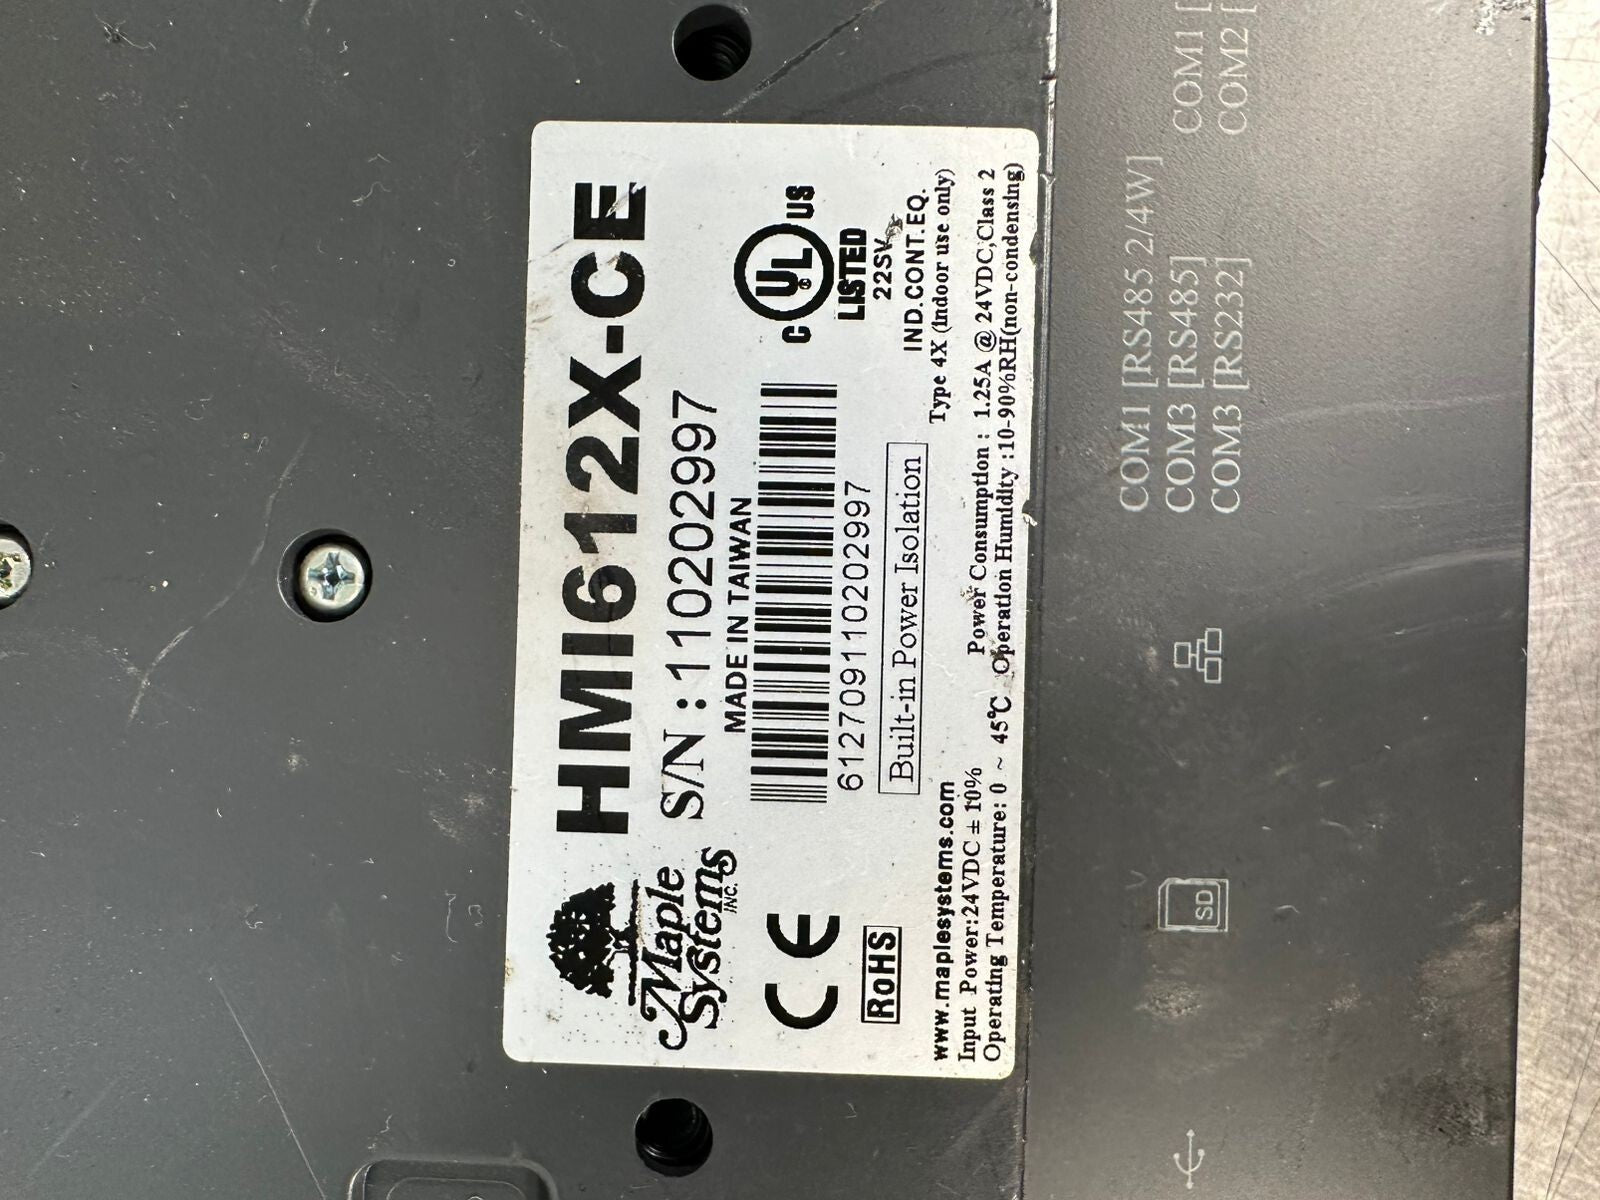 HMI612X-CE
Maple
Systems
INC.
S/N : 110202997
MADE IN TAIWAN
612709110202997
Built-in Power Isolation
CE
RoHS
C UL US
®
LISTED
22SV
IND.CONT.EQ.
Type 4X (Indoor use only)
www.maplesystems.com
Input Power:24VDC ± 10% Power Consumption : 1.25A @ 24VDC,Class 2
Operating Temperature: 0 ~ 45℃ Operation Humidity :10-90%RH(non-condensing)
SD
COM1 [RS485 2/4W]
COM3 [RS485]
COM3 [RS232]
COM1 [
COM2 [